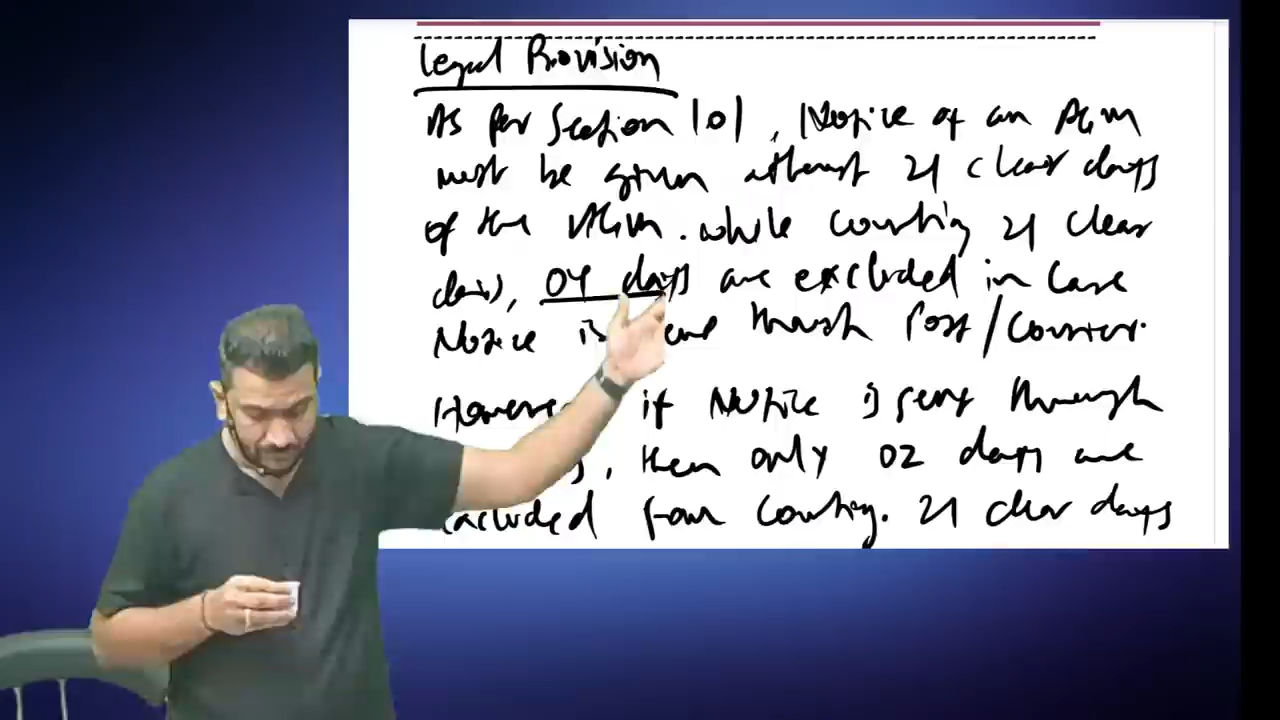 Legal Provision
As per Section 101, Notice of an AGM
must be given atleast 21 clear days
of the AGM. while counting 21 clear
days, 04 days are excluded in case
Notice is through Post/Courier.
However if Notice is sent through
, then only 02 days are
excluded from counting. 21 clear days